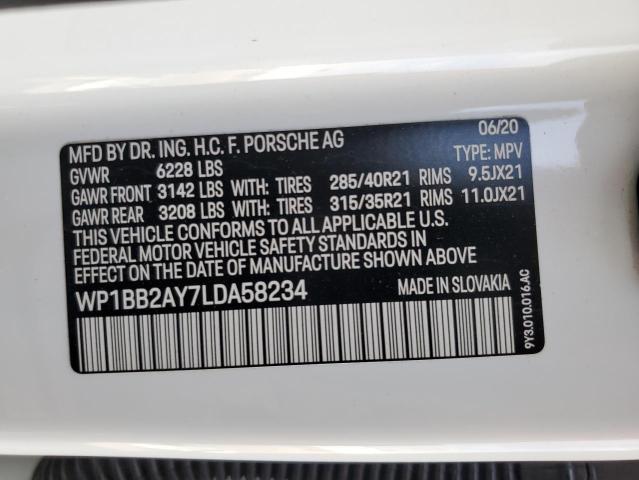 06/20
MFD BY DR. ING. H.C. F. PORSCHE AG TYPE: MPV
GVWR 6228 LBS
GAWR FRONT 3142 LBS WITH: TIRES 285/40R21 RIMS 9.5JX21
GAWR REAR 3208 LBS WITH: TIRES 315/35R21 RIMS 11.0JX21
THIS VEHICLE CONFORMS TO ALL APPLICABLE U.S.
FEDERAL MOTOR VEHICLE SAFETY STANDARDS IN
EFFECT ON THE DATE OF MANUFACTURE SHOWN ABOVE
WP1BB2AY7LDA58234 MADE IN SLOVAKIA
9Y3.010.016.AC